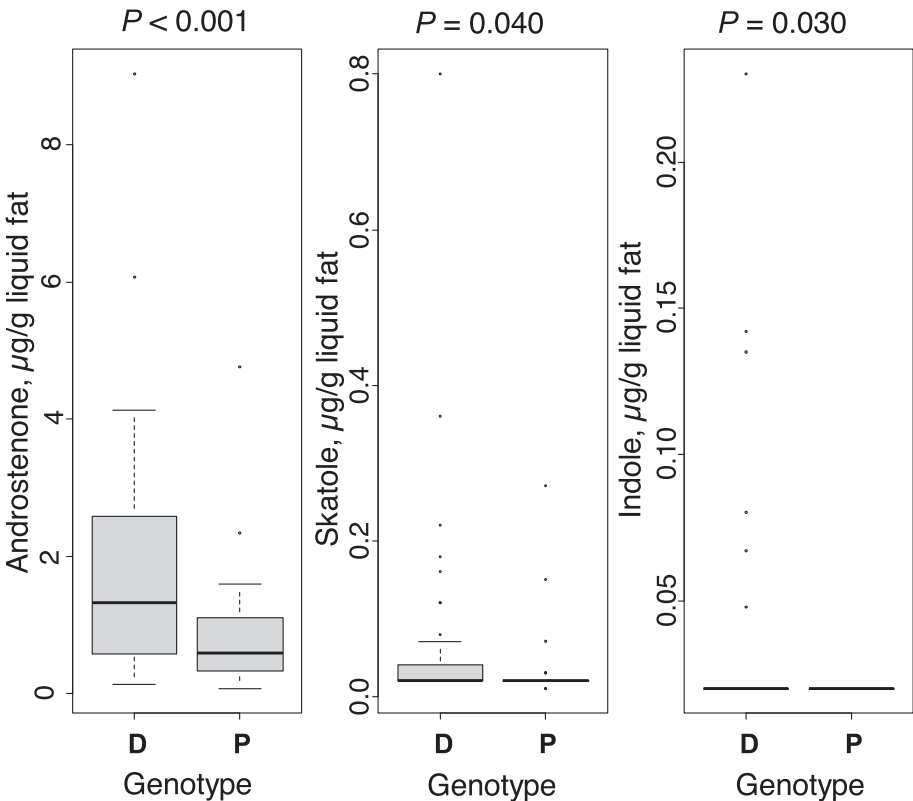 P < 0.001
Androstenone, µg/g liquid fat
8
6
4
2
0
D P
Genotype
P = 0.040
Skatole, µg/g liquid fat
0.8
0.6
0.4
0.2
0.0
D P
Genotype
P = 0.030
Indole, µg/g liquid fat
0.20
0.15
0.10
0.05
D P
Genotype